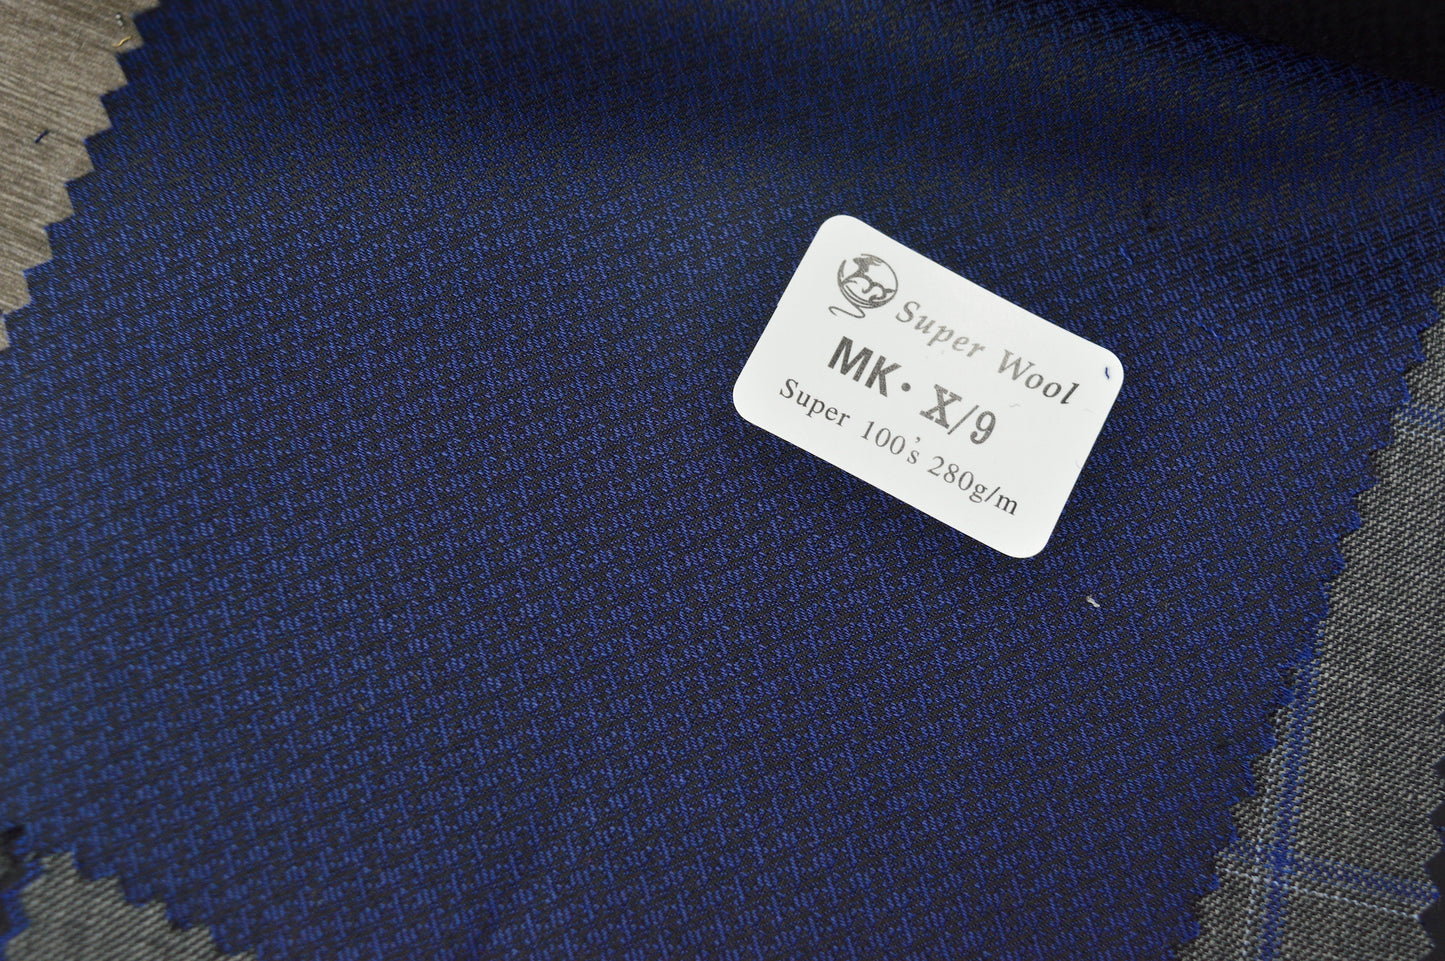 Super Wool
MK· X/9
Super 100's 280g/m